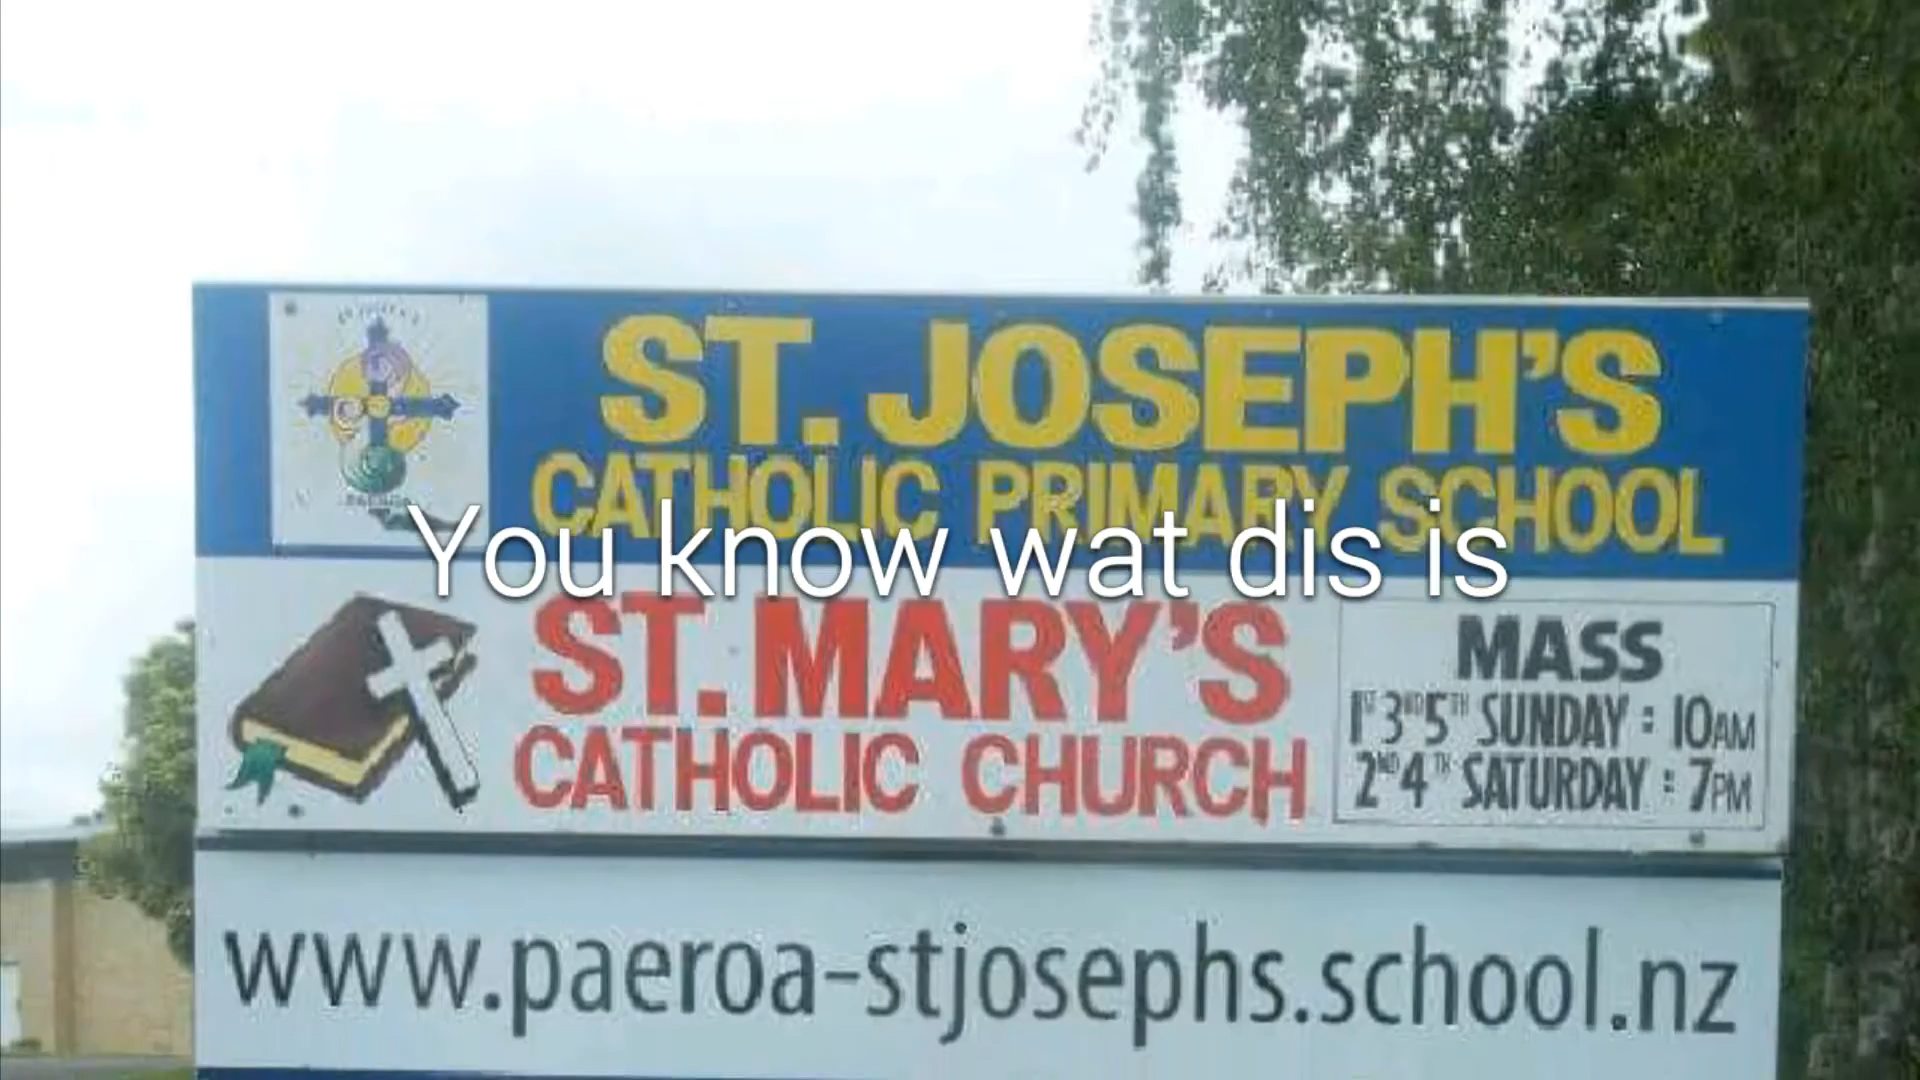 ST. JOSEPH'S
CATHOLIC PRIMARY SCHOOL
You know wat dis is
ST. MARY'S
CATHOLIC CHURCH
MASS
1ST 3RD 5TH SUNDAY : 10AM
2ND 4TH SATURDAY : 7PM
www.paeroa-stjosephs.school.nz